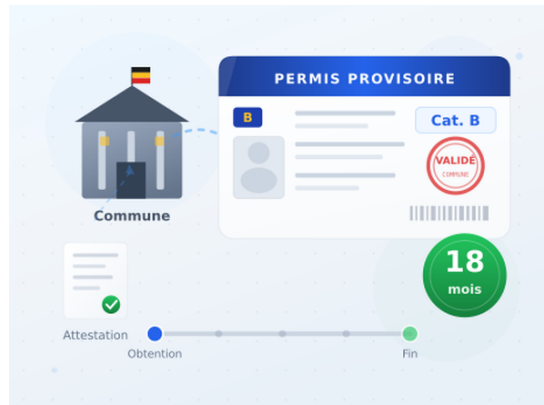 PERMIS PROVISOIRE
B
Cat. B
VALIDÉ
COMMUNE
Commune
18
mois
Attestation
Obtention
Fin